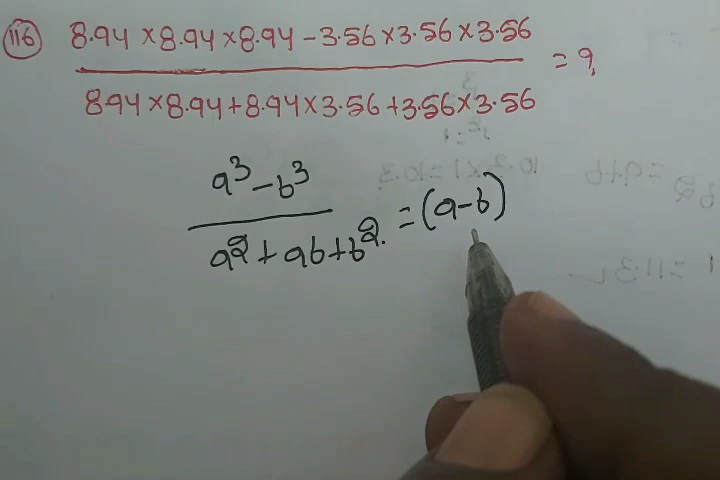 116 8.94 × 8.94 × 8.94 - 3.56 × 3.56 × 3.56
8.94 × 8.94 + 8.94 × 3.56 + 3.56 × 3.56
= ?
a³ - b³
a² + ab + b²
= (a - b)